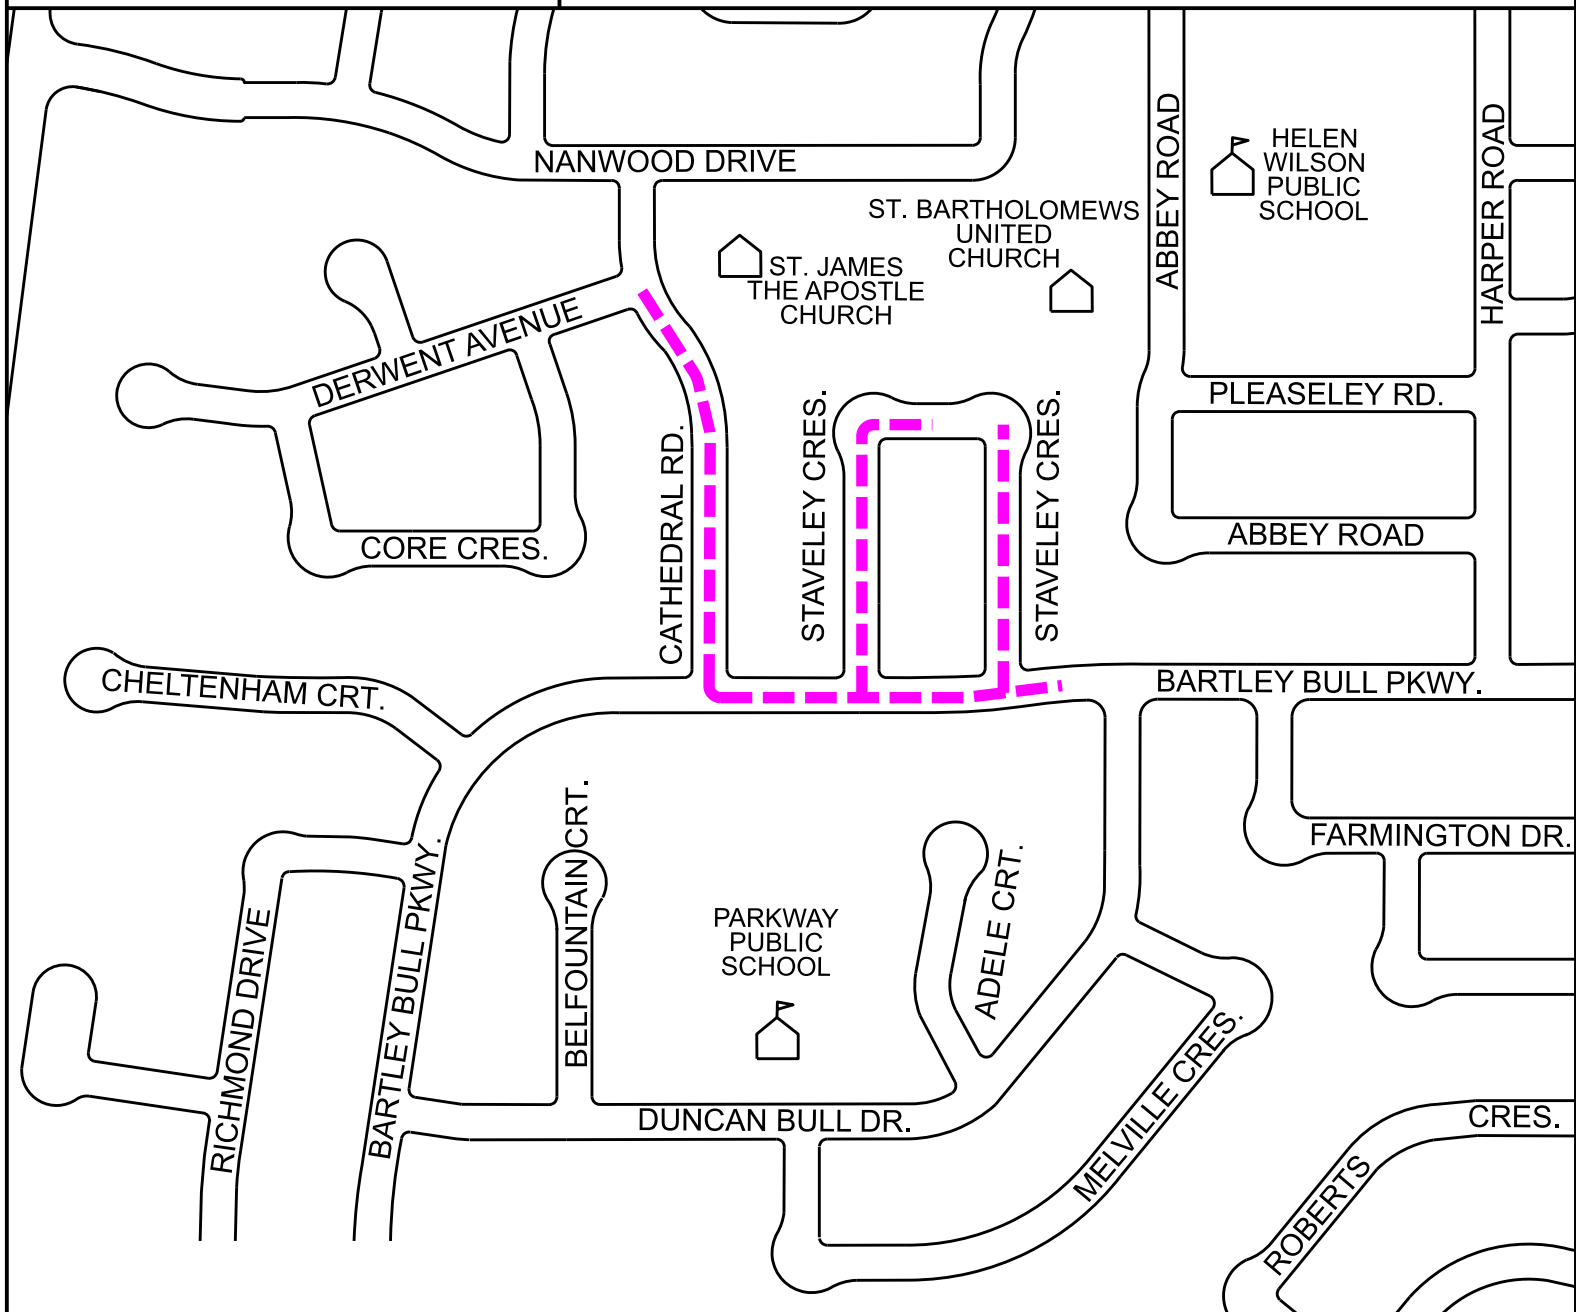 NANWOOD DRIVE
ABBEY ROAD
HELEN
WILSON
PUBLIC
SCHOOL
HARPER ROAD
ST. BARTHOLOMEWS
UNITED
CHURCH
ST. JAMES
THE APOSTLE
CHURCH
DERWENT AVENUE
PLEASELEY RD.
CATHEDRAL RD.
STAVELEY CRES.
STAVELEY CRES.
ABBEY ROAD
CORE CRES.
CHELTENHAM CRT.
BARTLEY BULL PKWY.
FARMINGTON DR.
BELFOUNTAIN CRT.
BARTLEY BULL PKWY.
RICHMOND DRIVE
PARKWAY
PUBLIC
SCHOOL
ADELE CRT.
MELVILLE CRES.
DUNCAN BULL DR.
ROBERTS
CRES.